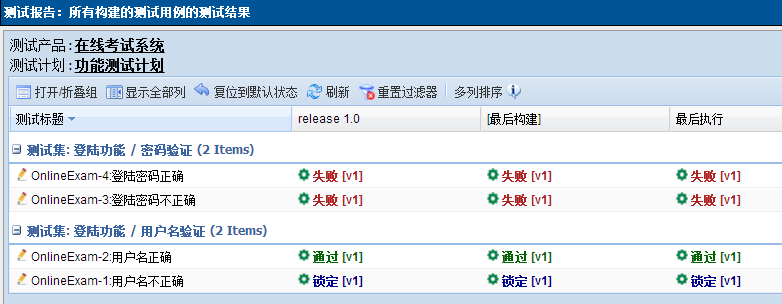 测试报告：所有构建的测试用例的测试结果
测试产品:在线考试系统
测试计划:功能测试计划
打开/折叠组 显示全部列 复位到默认状态 刷新 重置过滤器 多列排序
测试标题 release 1.0 [最后构建] 最后执行
测试集: 登陆功能 / 密码验证 (2 Items)
OnlineExam-4:登陆密码正确 失败 [v1] 失败 [v1] 失败 [v1]
OnlineExam-3:登陆密码不正确 失败 [v1] 失败 [v1] 失败 [v1]
测试集: 登陆功能 / 用户名验证 (2 Items)
OnlineExam-2:用户名正确 通过 [v1] 通过 [v1] 通过 [v1]
OnlineExam-1:用户名不正确 锁定 [v1] 锁定 [v1] 锁定 [v1]